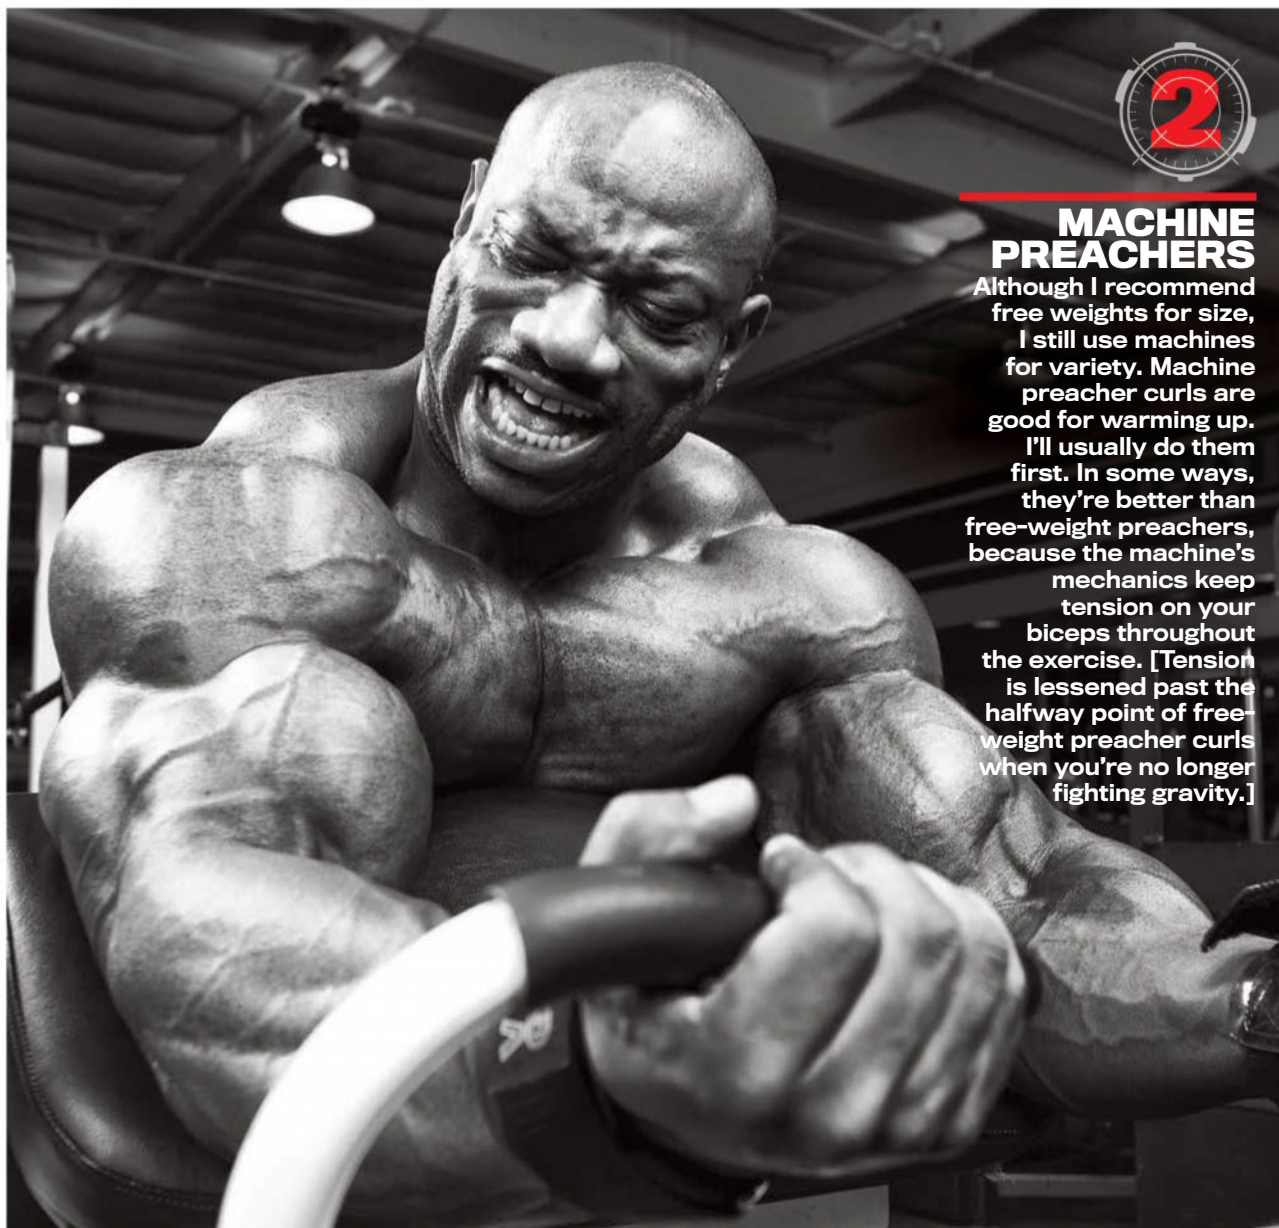 2
MACHINE
PREACHERS
Although I recommend
free weights for size,
I still use machines
for variety. Machine
preacher curls are
good for warming up.
I'll usually do them
first. In some ways,
they're better than
free-weight preachers,
because the machine's
mechanics keep
tension on your
biceps throughout
the exercise. [Tension
is lessened past the
halfway point of free-
weight preacher curls
when you're no longer
fighting gravity.]